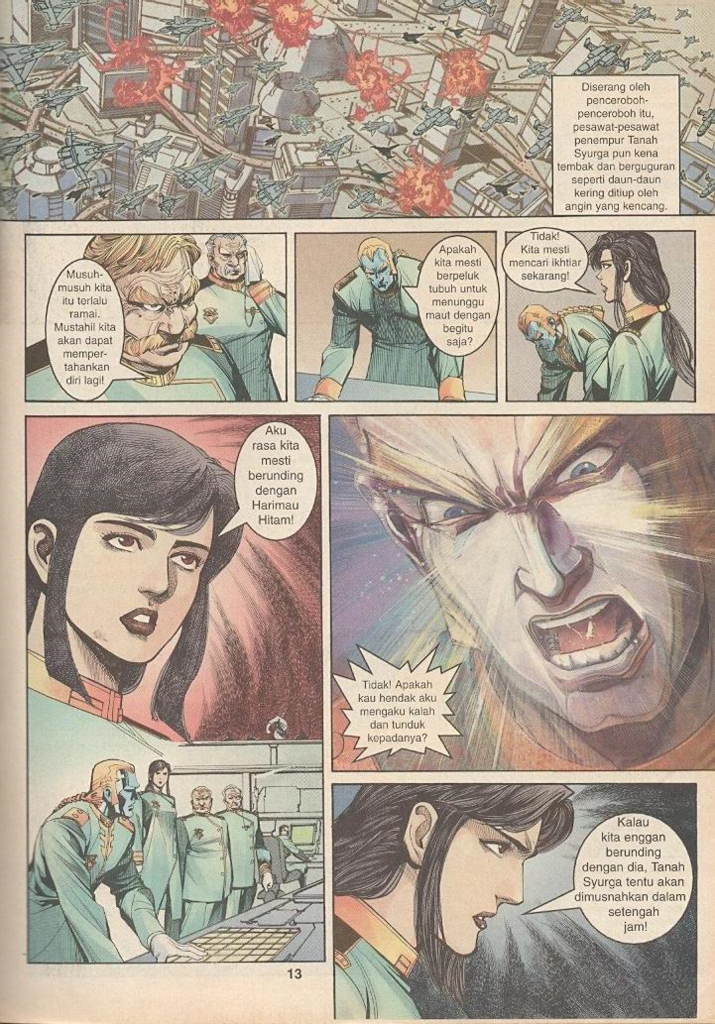 Diserang oleh
penceroboh-
penceroboh itu,
pesawat-pesawat
penempur Tanah
Syurga pun kena
tembak dan berguguran
seperti daun-daun
kering ditiup oleh
angin yang kencang.
Musuh-
musuh kita
itu terlalu
ramai.
Mustahil kita
akan dapat
memper-
tahankan
diri lagi!
Apakah
kita mesti
berpeluk
tubuh untuk
menunggu
maut dengan
begitu
saja?
Tidak!
Kita mesti
mencari ikhtiar
sekarang!
Aku
rasa kita
mesti
berunding
dengan
Harimau
Hitam!
Tidak! Apakah
kau hendak aku
mengaku kalah
dan tunduk
kepadanya?
Kalau
kita enggan
berunding
dengan dia, Tanah
Syurga tentu akan
dimusnahkan dalam
setengah
jam!
13